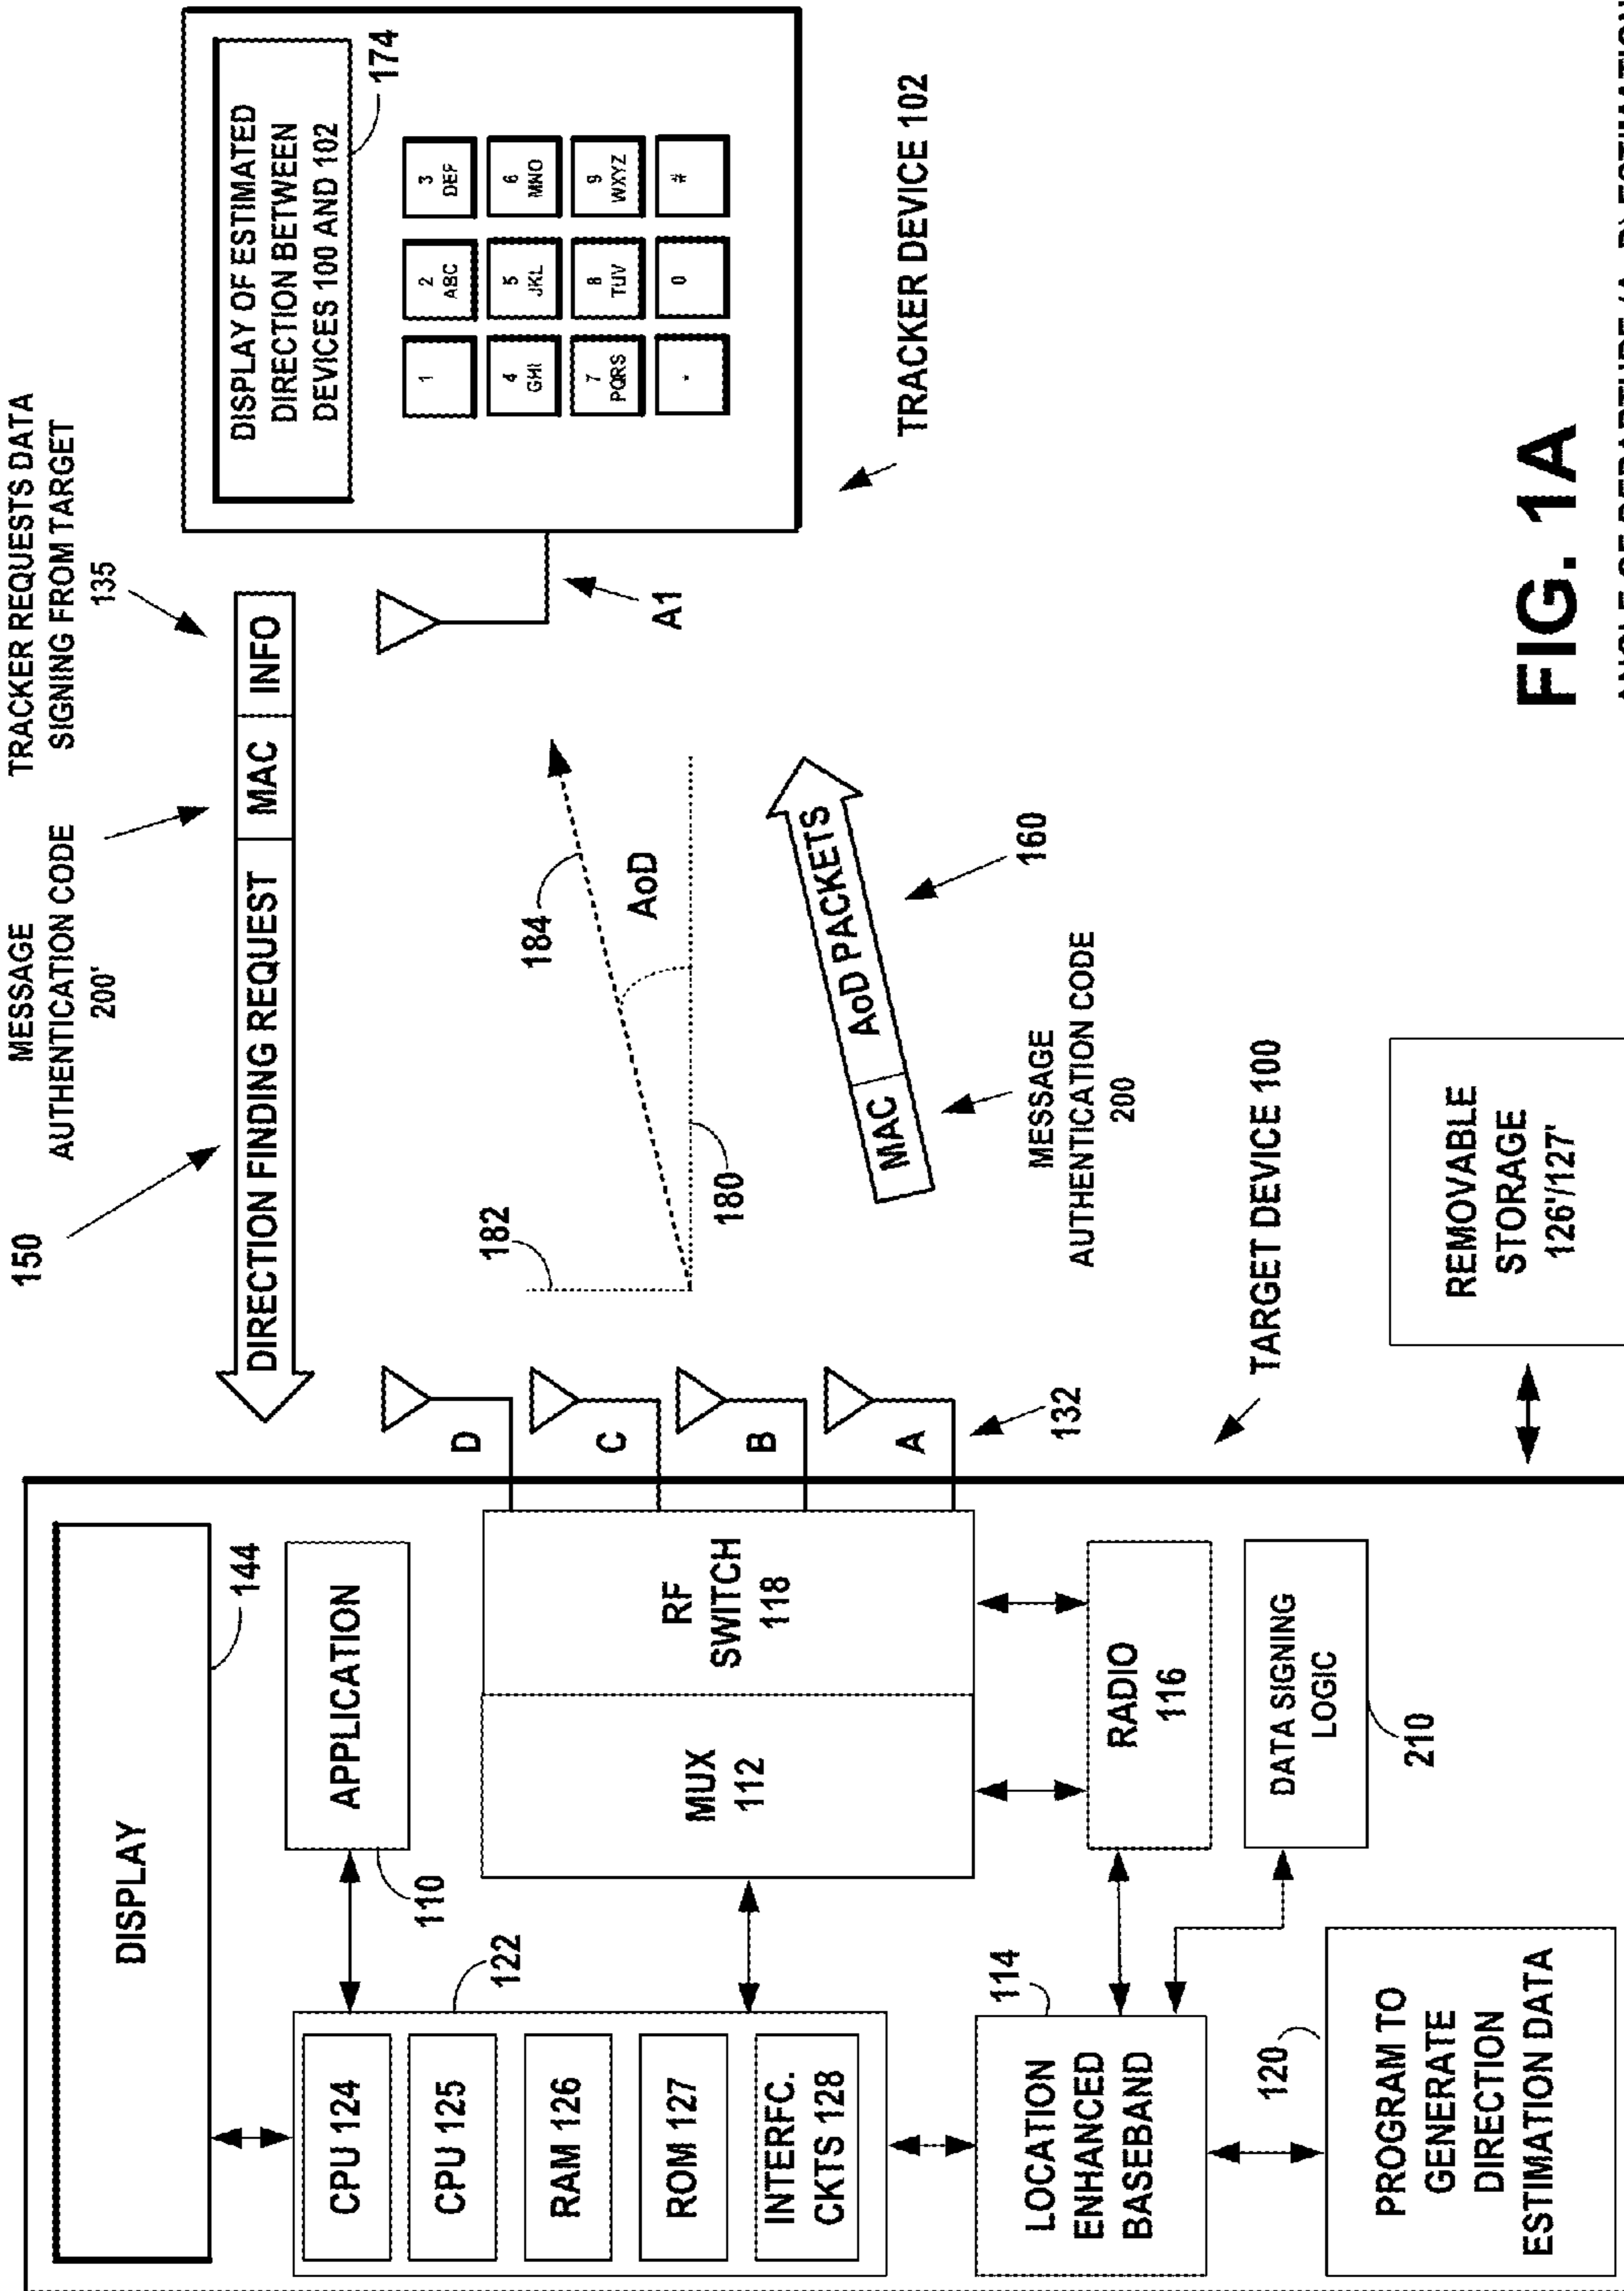 DISPLAY
144
CPU 124
CPU 125
RAM 126
ROM 127
INTERFC.
CKTS 128
122
APPLICATION
110
MUX
112
RF
SWITCH
118
D
C
B
A
132
LOCATION
ENHANCED
BASEBAND
114
RADIO
116
DATA SIGNING
LOGIC
210
PROGRAM TO
GENERATE
DIRECTION
ESTIMATION DATA
120
TARGET DEVICE 100
REMOVABLE
STORAGE
126'/127'
150
MESSAGE
AUTHENTICATION CODE
200'
TRACKER REQUESTS DATA
SIGNING FROM TARGET
135
DIRECTION FINDING REQUEST
MAC
INFO
182
184
AoD
180
MAC
AoD PACKETS
160
MESSAGE
AUTHENTICATION CODE
200
A1
DISPLAY OF ESTIMATED
DIRECTION BETWEEN
DEVICES 100 AND 102
174
1
2
ABC
3
DEF
4
GHI
5
JKL
6
MNO
7
PQRS
8
TUV
9
WXYZ
*
0
#
TRACKER DEVICE 102
FIG. 1A